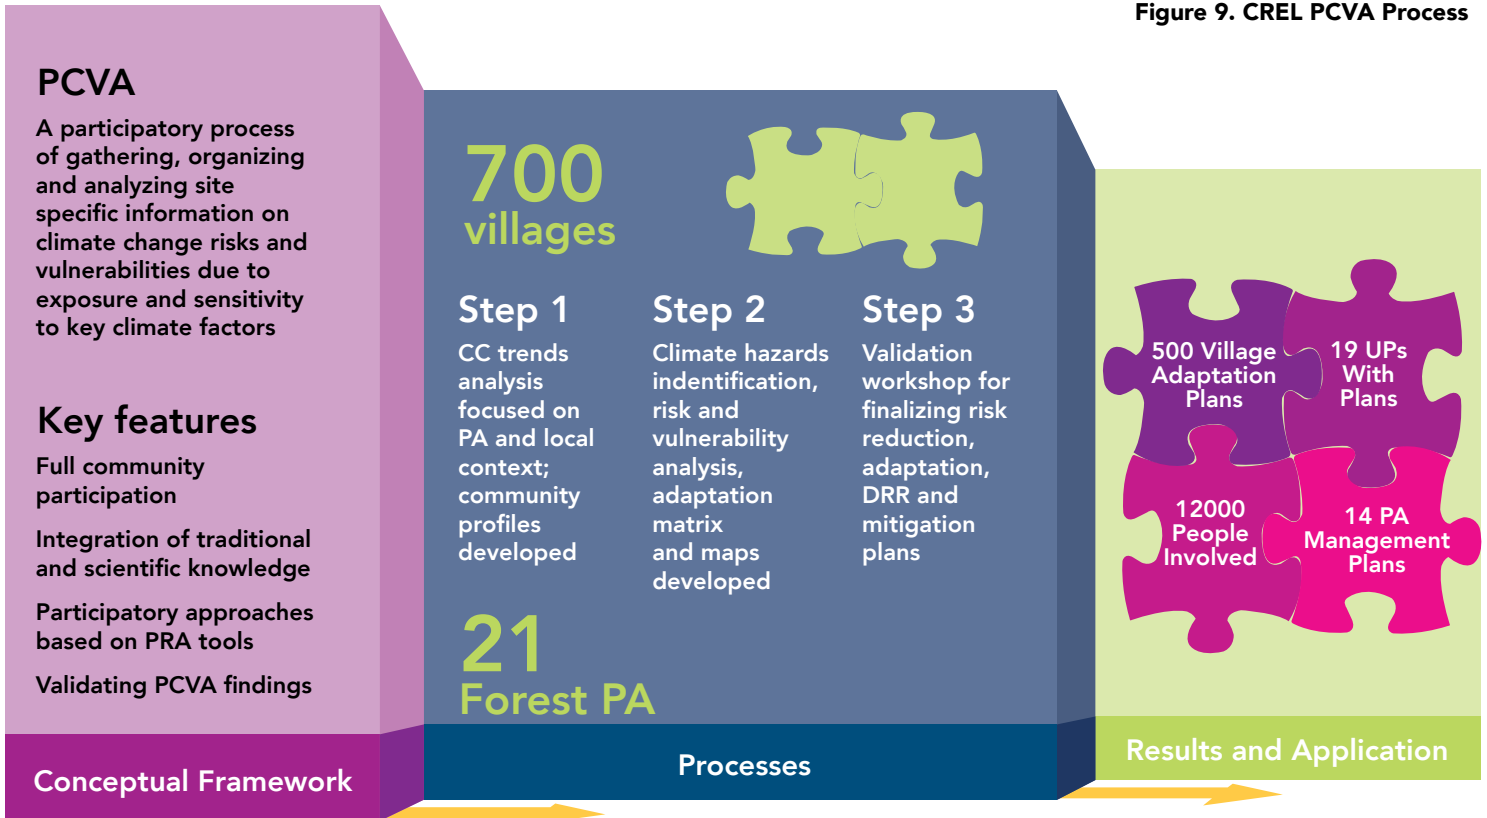 Figure 9. CREL PCVA Process
PCVA
A participatory process
of gathering, organizing
and analyzing site
specific information on
climate change risks and
vulnerabilities due to
exposure and sensitivity
to key climate factors
Key features
Full community
participation
Integration of traditional
and scientific knowledge
Participatory approaches
based on PRA tools
Validating PCVA findings
Conceptual Framework
700
villages
Step 1
CC trends
analysis
focused on
PA and local
context;
community
profiles
developed
Step 2
Climate hazards
indentification,
risk and
vulnerability
analysis,
adaptation
matrix
and maps
developed
Step 3
Validation
workshop for
finalizing risk
reduction,
adaptation,
DRR and
mitigation
plans
21
Forest PA
Processes
500 Village
Adaptation
Plans
19 UPs
With
Plans
12000
People
Involved
14 PA
Management
Plans
Results and Application